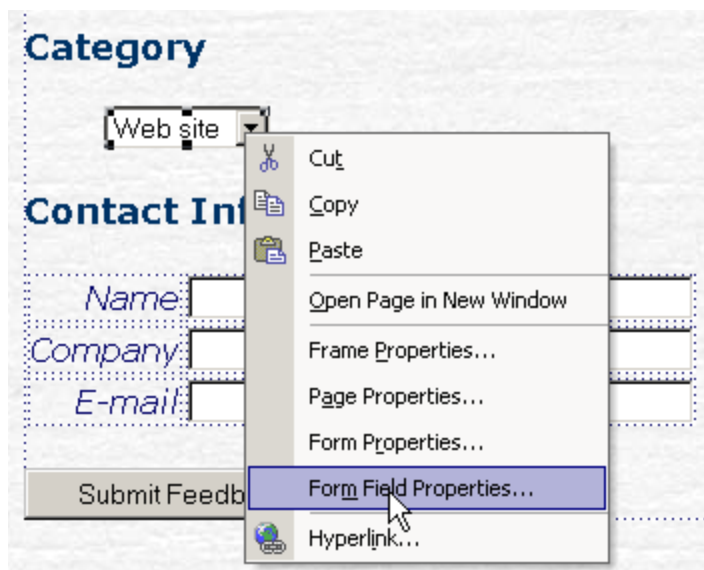 Category
Web site
Contact Inf
Name
Company
E-mail
Submit Feedb
Cut
Copy
Paste
Open Page in New Window
Frame Properties...
Page Properties...
Form Properties...
Form Field Properties...
Hyperlink...